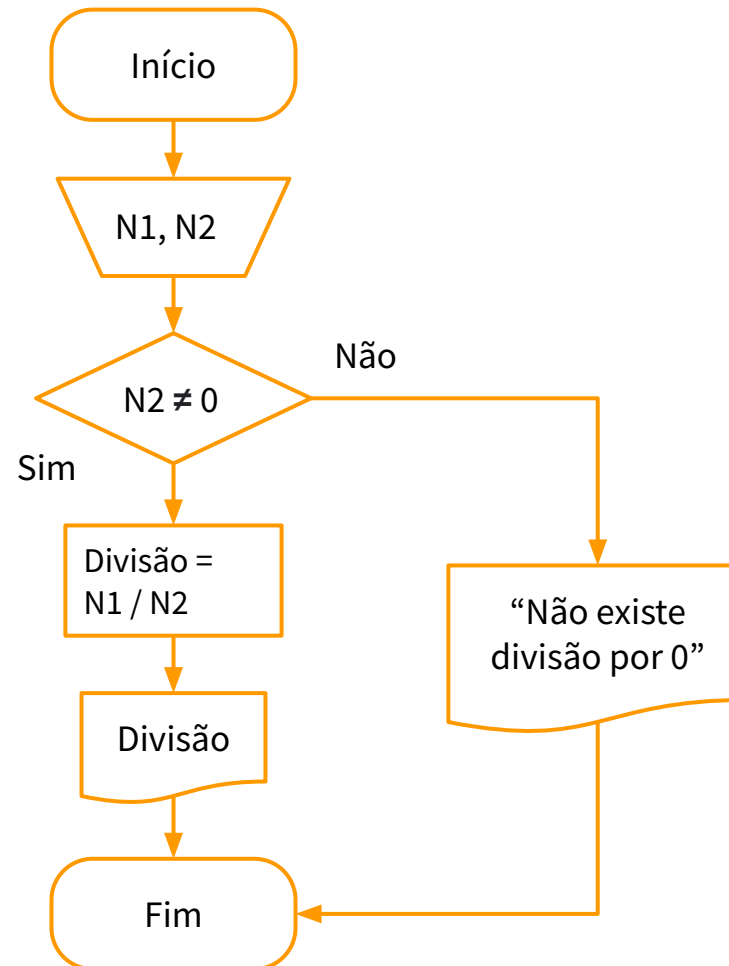 Início
N1, N2
N2 ≠ 0
Não
Sim
Divisão =
N1 / N2
“Não existe
divisão por 0”
Divisão
Fim